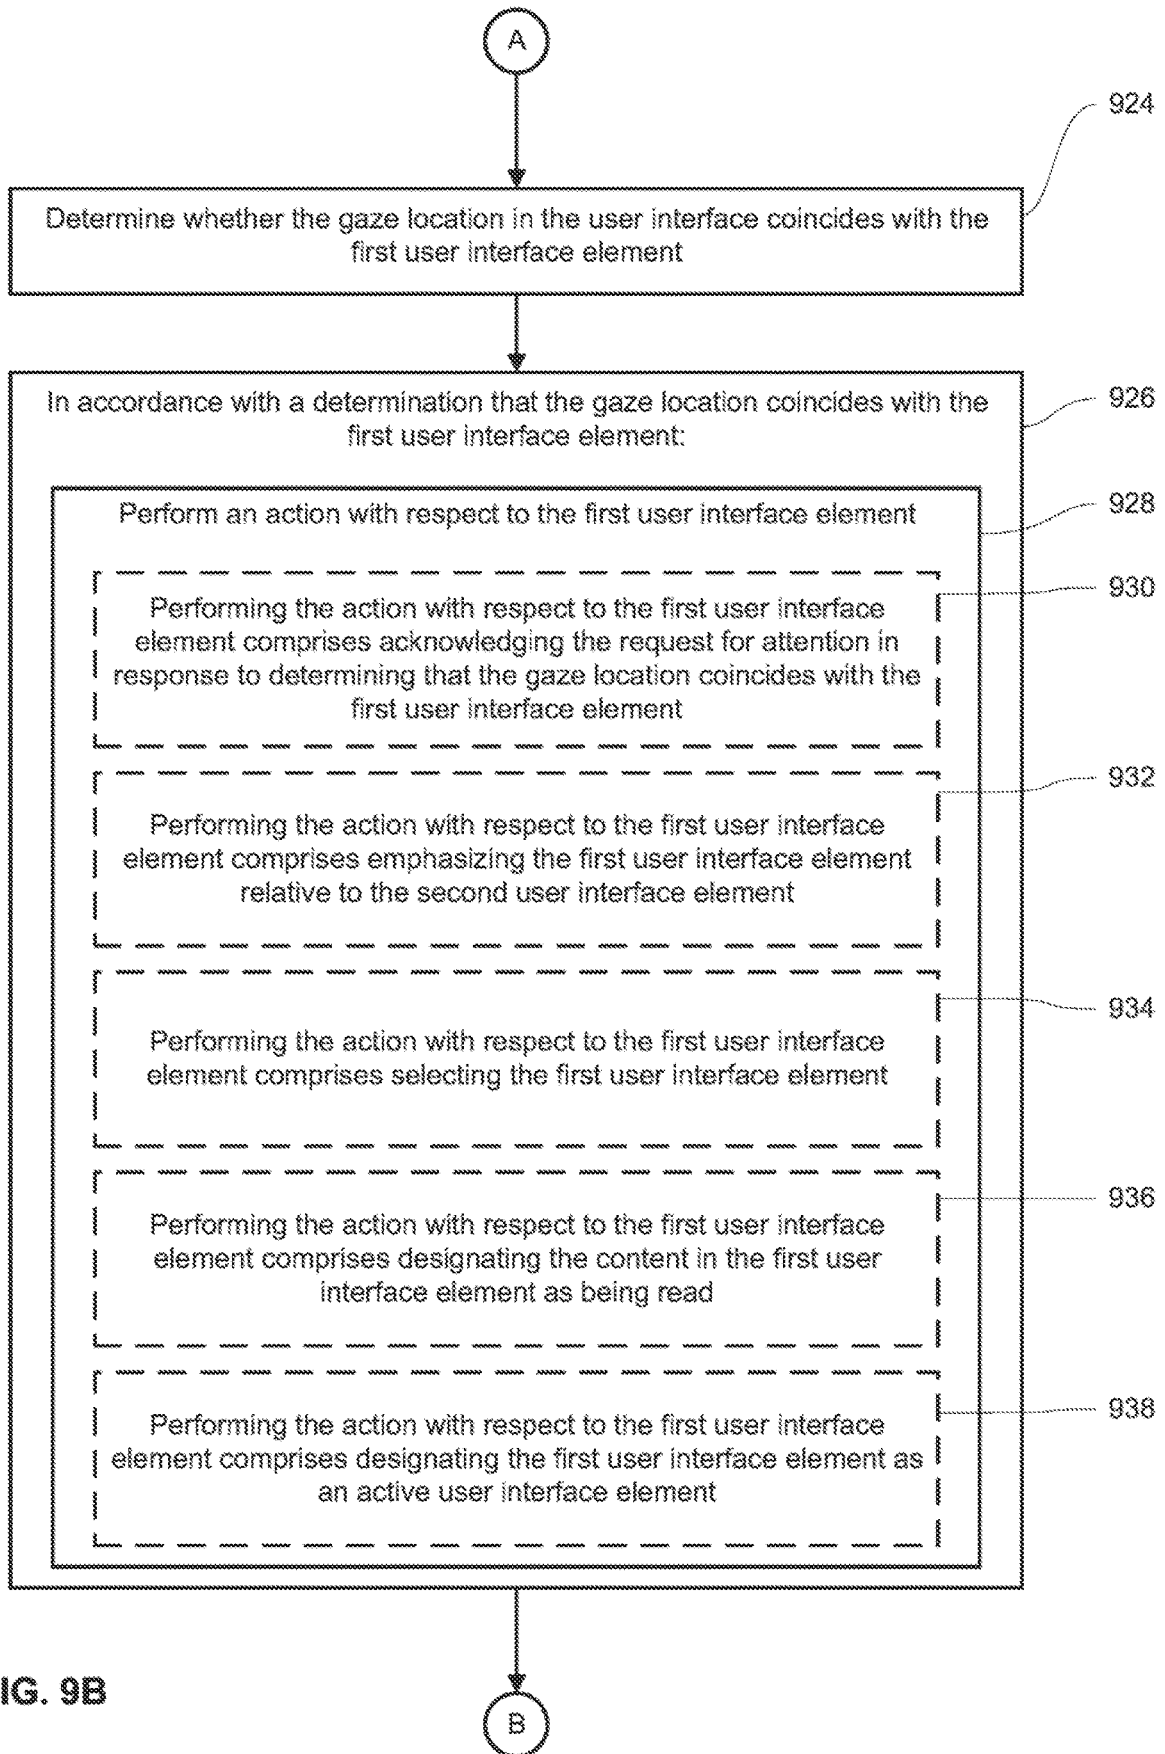 A
924
Determine whether the gaze location in the user interface coincides with the
first user interface element
In accordance with a determination that the gaze location coincides with the
first user interface element:
926
Perform an action with respect to the first user interface element
928
Performing the action with respect to the first user interface
element comprises acknowledging the request for attention in
response to determining that the gaze location coincides with the
first user interface element
930
Performing the action with respect to the first user interface
element comprises emphasizing the first user interface element
relative to the second user interface element
932
Performing the action with respect to the first user interface
element comprises selecting the first user interface element
934
Performing the action with respect to the first user interface
element comprises designating the content in the first user
interface element as being read
936
Performing the action with respect to the first user interface
element comprises designating the first user interface element as
an active user interface element
938
IG. 9B
B